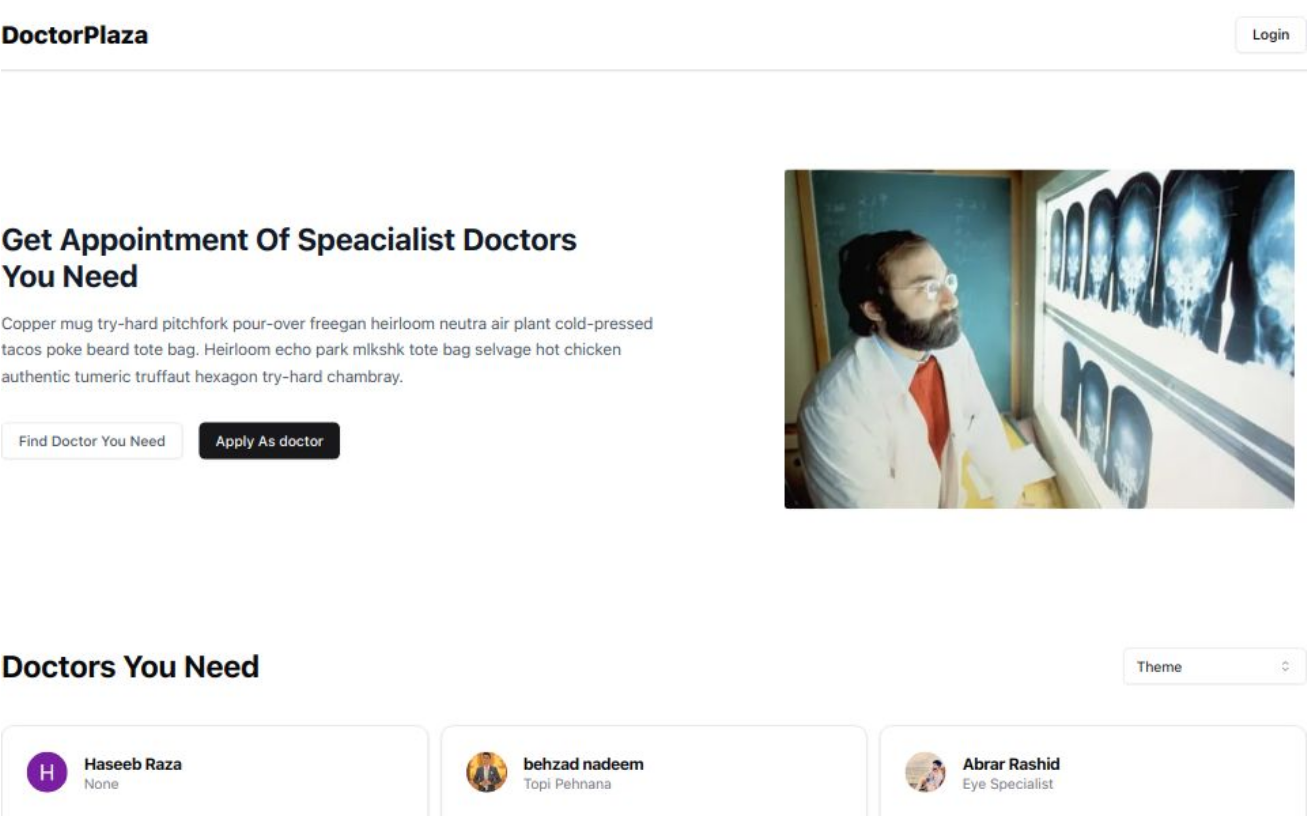 DoctorPlaza
Login
Get Appointment Of Speacialist Doctors
You Need
Copper mug try-hard pitchfork pour-over freegan heirloom neutra air plant cold-pressed
tacos poke beard tote bag. Heirloom echo park mlkshk tote bag selvage hot chicken
authentic tumeric truffaut hexagon try-hard chambray.
Find Doctor You Need
Apply As doctor
Doctors You Need
Theme
H
Haseeb Raza
None
behzad nadeem
Topi Pehnana
Abrar Rashid
Eye Specialist